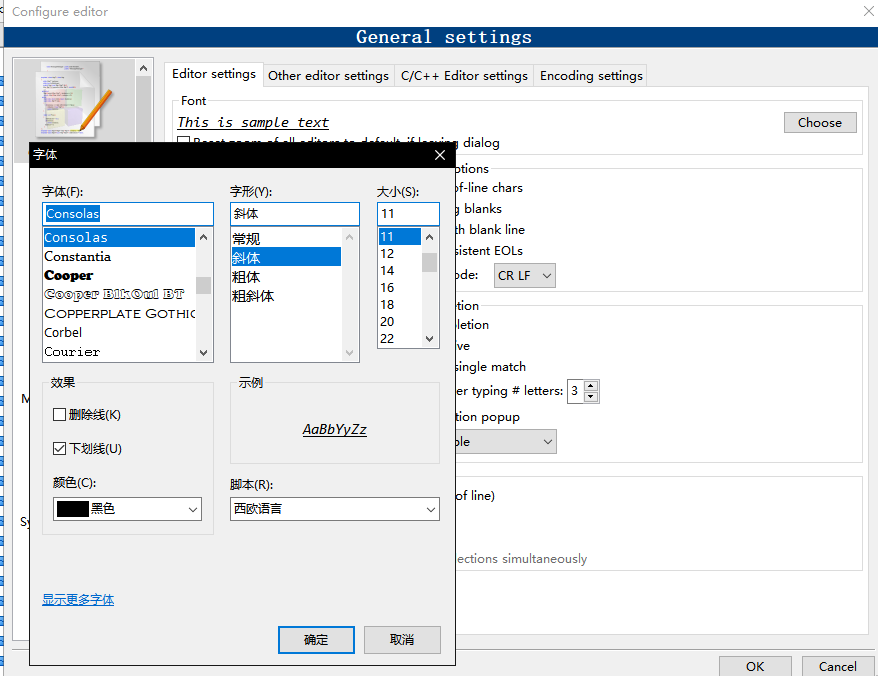 Configure editor
General settings
Editor settings
Other editor settings
C/C++ Editor settings
Encoding settings
Font
This is sample text
Choose
Reset zoom of all editors to default, if leaving dialog
字体
字体(F):
Consolas
Consolas
Constantia
Cooper
Cooper BlkOul BT
COPPERPLATE GOTHIC
Corbel
Courier
字形(Y):
斜体
常规
斜体
粗体
粗斜体
大小(S):
11
11
12
14
16
18
20
22
效果
删除线(K)
下划线(U)
颜色(C):
黑色
示例
AaBbYyZz
脚本(R):
西欧语言
显示更多字体
确定
取消
ptions
of-line chars
g blanks
th blank line
sistent EOLs
ode:
CR LF
tion
letion
ve
single match
er typing # letters:
3
tion popup
ple
of line)
ections simultaneously
M
Sy
OK
Cancel